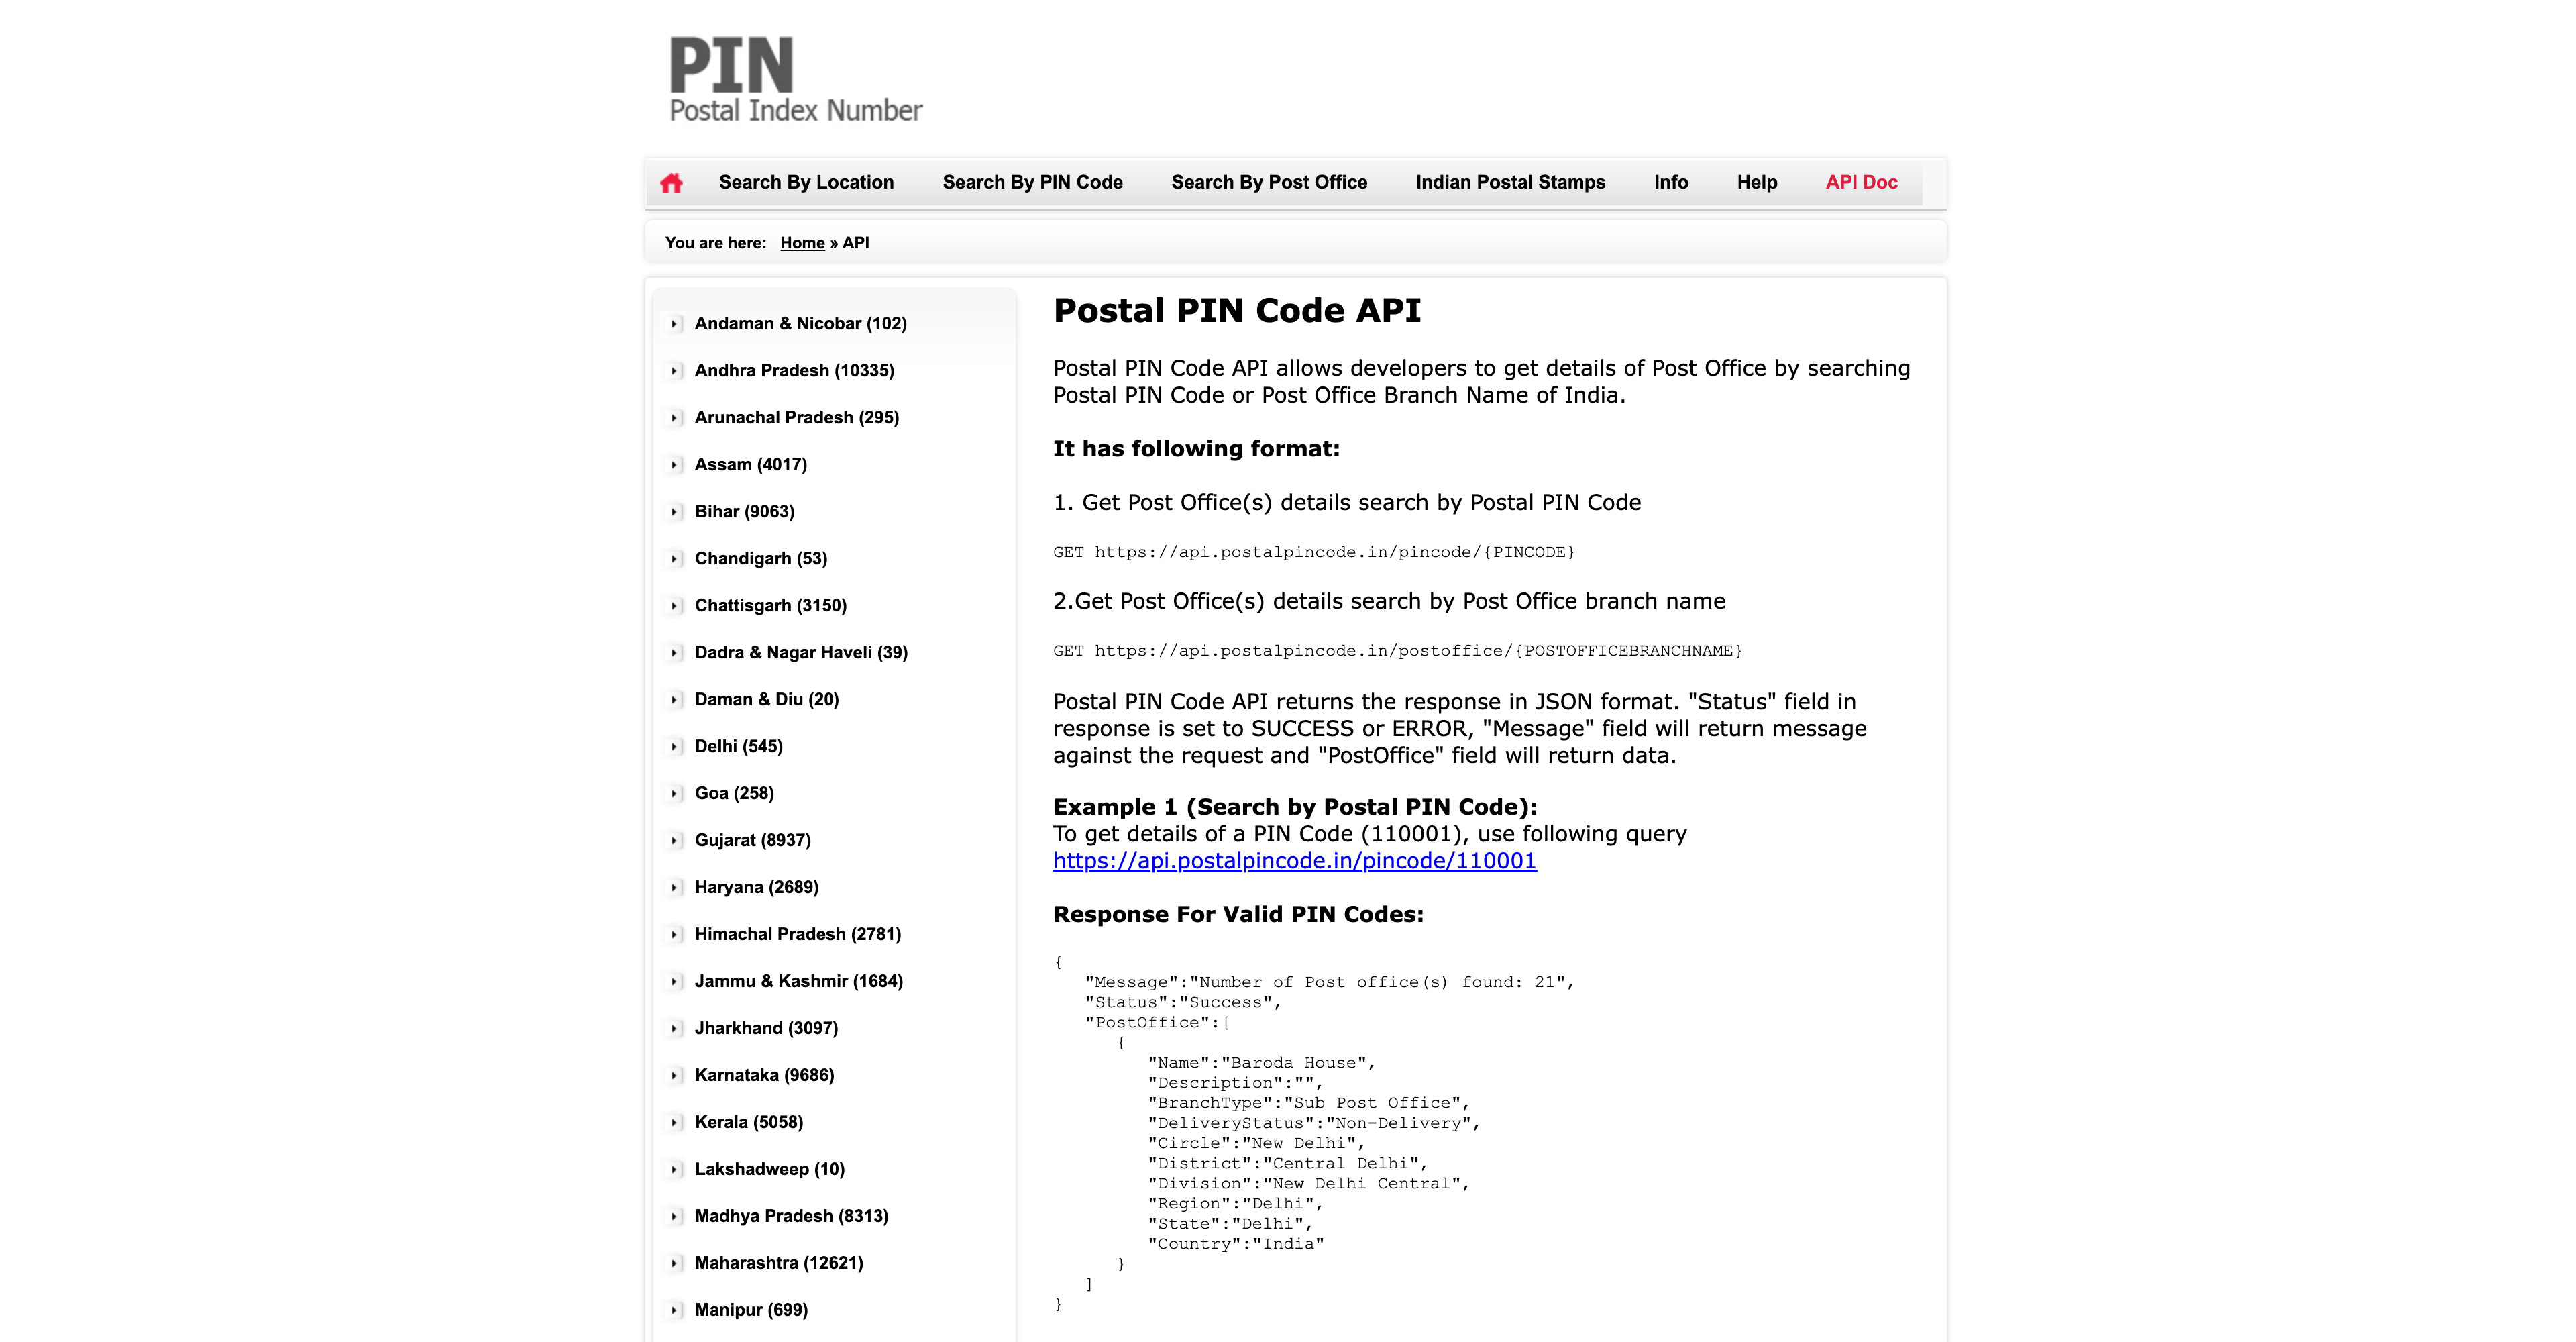 PIN
Postal Index Number
Search By Location Search By PIN Code Search By Post Office Indian Postal Stamps Info Help API Doc
You are here: Home » API
Andaman & Nicobar (102)
Andhra Pradesh (10335)
Arunachal Pradesh (295)
Assam (4017)
Bihar (9063)
Chandigarh (53)
Chattisgarh (3150)
Dadra & Nagar Haveli (39)
Daman & Diu (20)
Delhi (545)
Goa (258)
Gujarat (8937)
Haryana (2689)
Himachal Pradesh (2781)
Jammu & Kashmir (1684)
Jharkhand (3097)
Karnataka (9686)
Kerala (5058)
Lakshadweep (10)
Madhya Pradesh (8313)
Maharashtra (12621)
Manipur (699)
Postal PIN Code API
Postal PIN Code API allows developers to get details of Post Office by searching
Postal PIN Code or Post Office Branch Name of India.
It has following format:
1. Get Post Office(s) details search by Postal PIN Code
GET https://api.postalpincode.in/pincode/{PINCODE}
2.Get Post Office(s) details search by Post Office branch name
GET https://api.postalpincode.in/postoffice/{POSTOFFICEBRANCHNAME}
Postal PIN Code API returns the response in JSON format. "Status" field in
response is set to SUCCESS or ERROR, "Message" field will return message
against the request and "PostOffice" field will return data.
Example 1 (Search by Postal PIN Code):
To get details of a PIN Code (110001), use following query
https://api.postalpincode.in/pincode/110001
Response For Valid PIN Codes:
{
"Message":"Number of Post office(s) found: 21",
"Status":"Success",
"PostOffice":[
{
"Name":"Baroda House",
"Description":"",
"BranchType":"Sub Post Office",
"DeliveryStatus":"Non-Delivery",
"Circle":"New Delhi",
"District":"Central Delhi",
"Division":"New Delhi Central",
"Region":"Delhi",
"State":"Delhi",
"Country":"India"
}
]
}